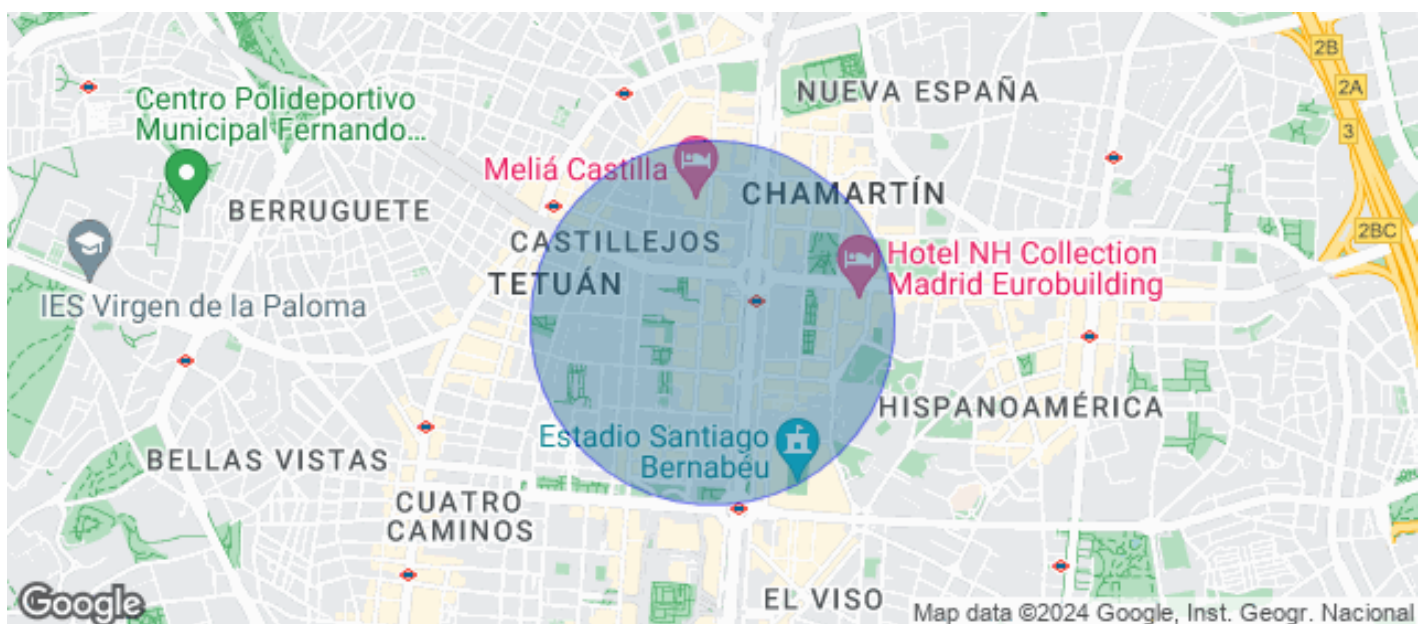 2B
2A
3
2BC
NUEVA ESPAÑA
Centro Polideportivo
Municipal Fernando...
Meliá Castilla
CHAMARTÍN
BERRUGUETE
CASTILLEJOS
TETUÁN
Hotel NH Collection
Madrid Eurobuilding
IES Virgen de la Paloma
HISPANOAMÉRICA
Estadio Santiago
Bernabéu
BELLAS VISTAS
CUATRO
CAMINOS
EL VISO
Google
Map data ©2024 Google, Inst. Geogr. Nacional